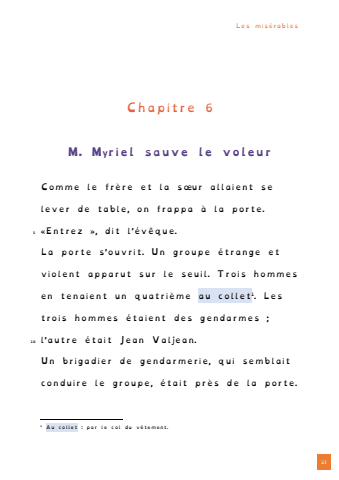 Les misérables
Chapitre 6
M. Myriel sauve le voleur
Comme le frère et la sœur allaient se
lever de table, on frappa à la porte.
5 «Entrez », dit l'évêque.
La porte s'ouvrit. Un groupe étrange et
violent apparut sur le seuil. Trois hommes
en tenaient un quatrième au collet¹. Les
trois hommes étaient des gendarmes ;
10 l'autre était Jean Valjean.
Un brigadier de gendarmerie, qui semblait
conduire le groupe, était près de la porte.
¹ Au collet : par le col du vêtement.